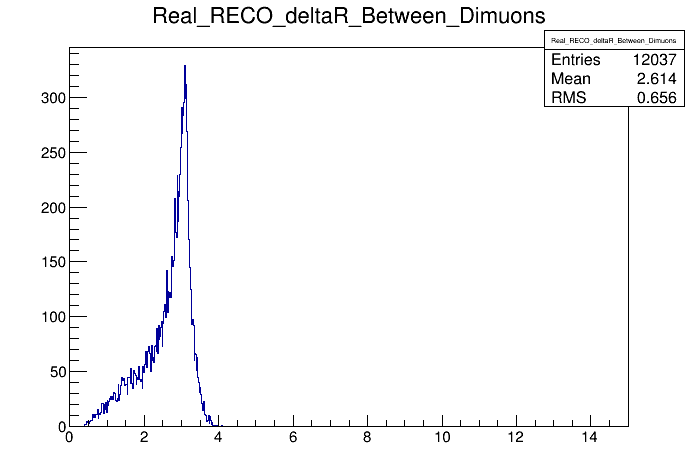 Real_RECO_deltaR_Between_Dimuons
Real_RECO_deltaR_Between_Dimuons
Entries 12037
Mean 2.614
RMS 0.656
300
250
200
150
100
50
0
0 2 4 6 8 10 12 14